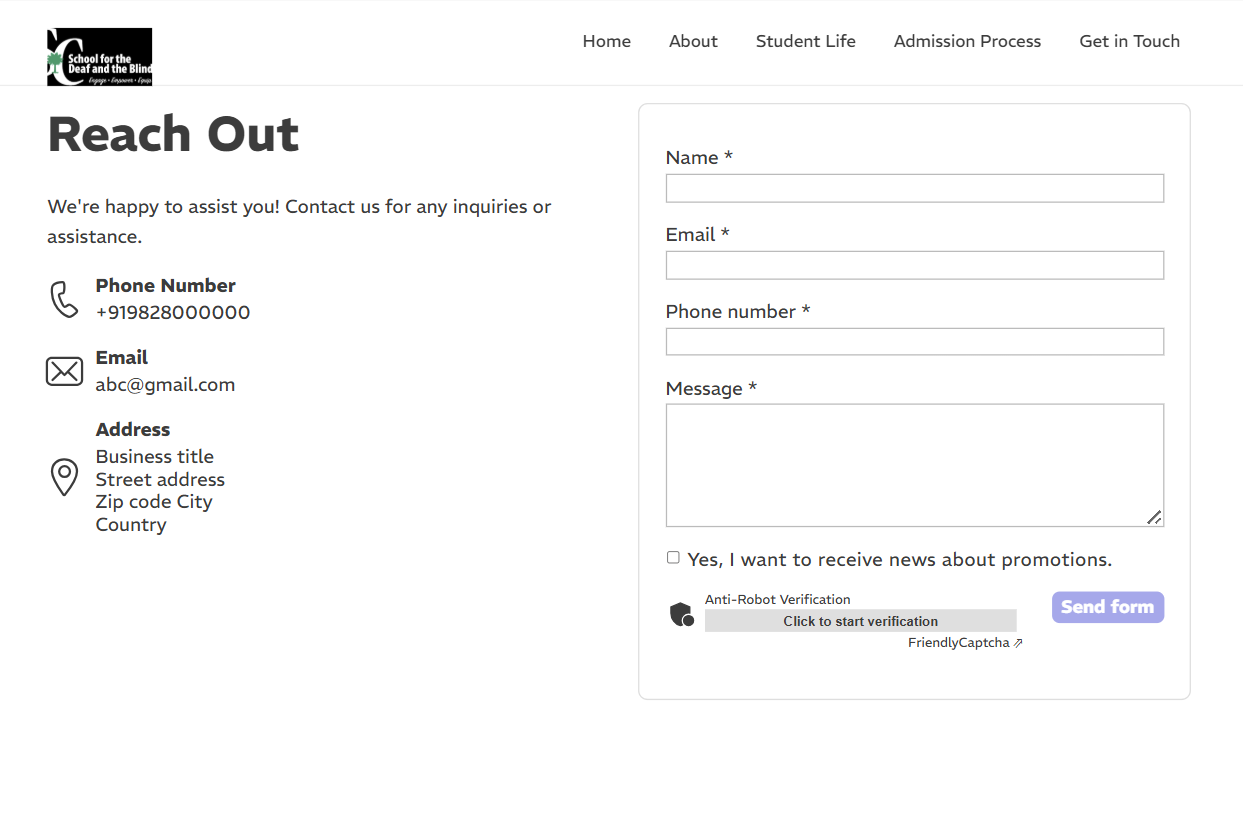 School for the
Deaf and the Blind
Engage • Empower • Equip
Home
About
Student Life
Admission Process
Get in Touch
Reach Out
We're happy to assist you! Contact us for any inquiries or
assistance.
Phone Number
+919828000000
Email
abc@gmail.com
Address
Business title
Street address
Zip code City
Country
Name *
Email *
Phone number *
Message *
Yes, I want to receive news about promotions.
Anti-Robot Verification
Click to start verification
FriendlyCaptcha ⇗
Send form